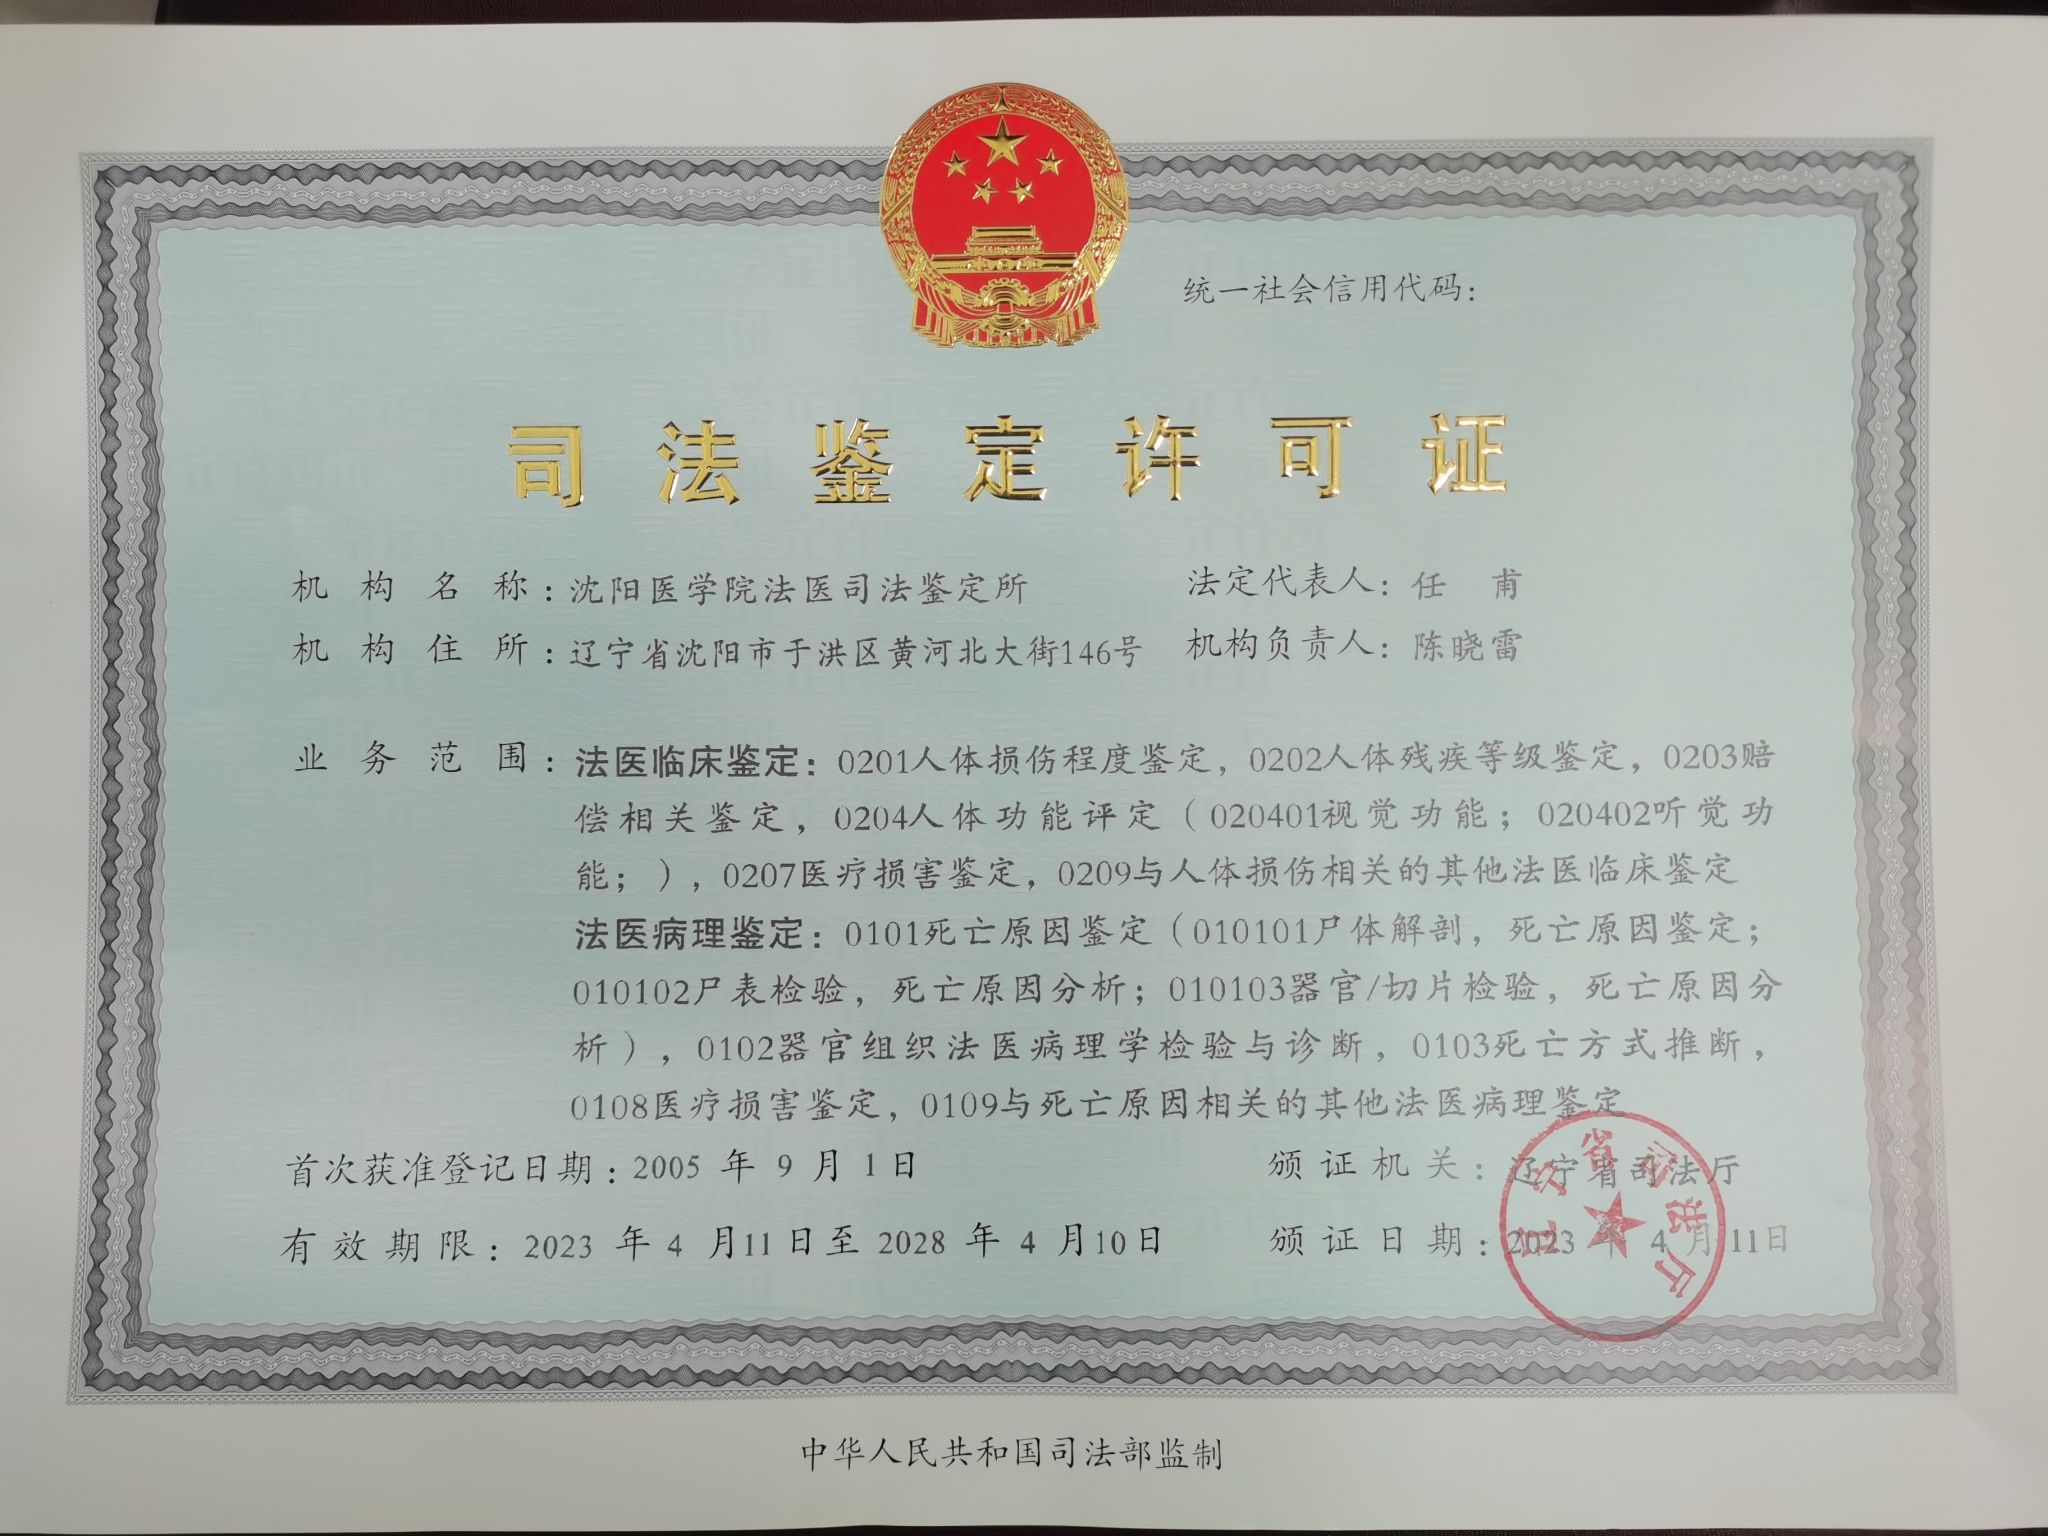 统一社会信用代码:
司法鉴定许可证
机构名称:沈阳医学院法医司法鉴定所 法定代表人:任 甫
机构住所:辽宁省沈阳市于洪区黄河北大街146号 机构负责人:陈晓雷
业务范围:法医临床鉴定:0201人体损伤程度鉴定,0202人体残疾等级鉴定,0203赔
偿相关鉴定,0204人体功能评定(020401视觉功能;020402听觉功
能;),0207医疗损害鉴定,0209与人体损伤相关的其他法医临床鉴定
法医病理鉴定:0101死亡原因鉴定(010101尸体解剖,死亡原因鉴定;
010102尸表检验,死亡原因分析;010103器官/切片检验,死亡原因分
析),0102器官组织法医病理学检验与诊断,0103死亡方式推断,
0108医疗损害鉴定,0109与死亡原因相关的其他法医病理鉴定
首次获准登记日期:2005 年 9 月 1 日 颁证机关:辽宁省司法厅
有效期限:2023 年 4 月11日至 2028 年 4 月10日 颁证日期:2023 年 4 月 11日
辽宁省司法厅
中华人民共和国司法部监制